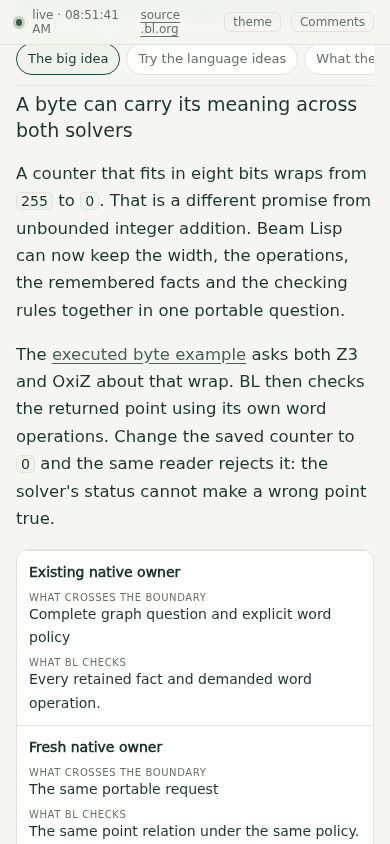 live · 08:51:41 AM
source .bl.org
theme
Comments
The big idea
Try the language ideas
What the
A byte can carry its meaning across
both solvers
A counter that fits in eight bits wraps from
255 to 0. That is a different promise from
unbounded integer addition. Beam Lisp
can now keep the width, the operations,
the remembered facts and the checking
rules together in one portable question.
The executed byte example asks both Z3
and OxiZ about that wrap. BL then checks
the returned point using its own word
operations. Change the saved counter to
0 and the same reader rejects it: the
solver's status cannot make a wrong point
true.
Existing native owner
WHAT CROSSES THE BOUNDARY
Complete graph question and explicit word
policy
WHAT BL CHECKS
Every retained fact and demanded word
operation.
Fresh native owner
WHAT CROSSES THE BOUNDARY
The same portable request
WHAT BL CHECKS
The same point relation under the same policy.